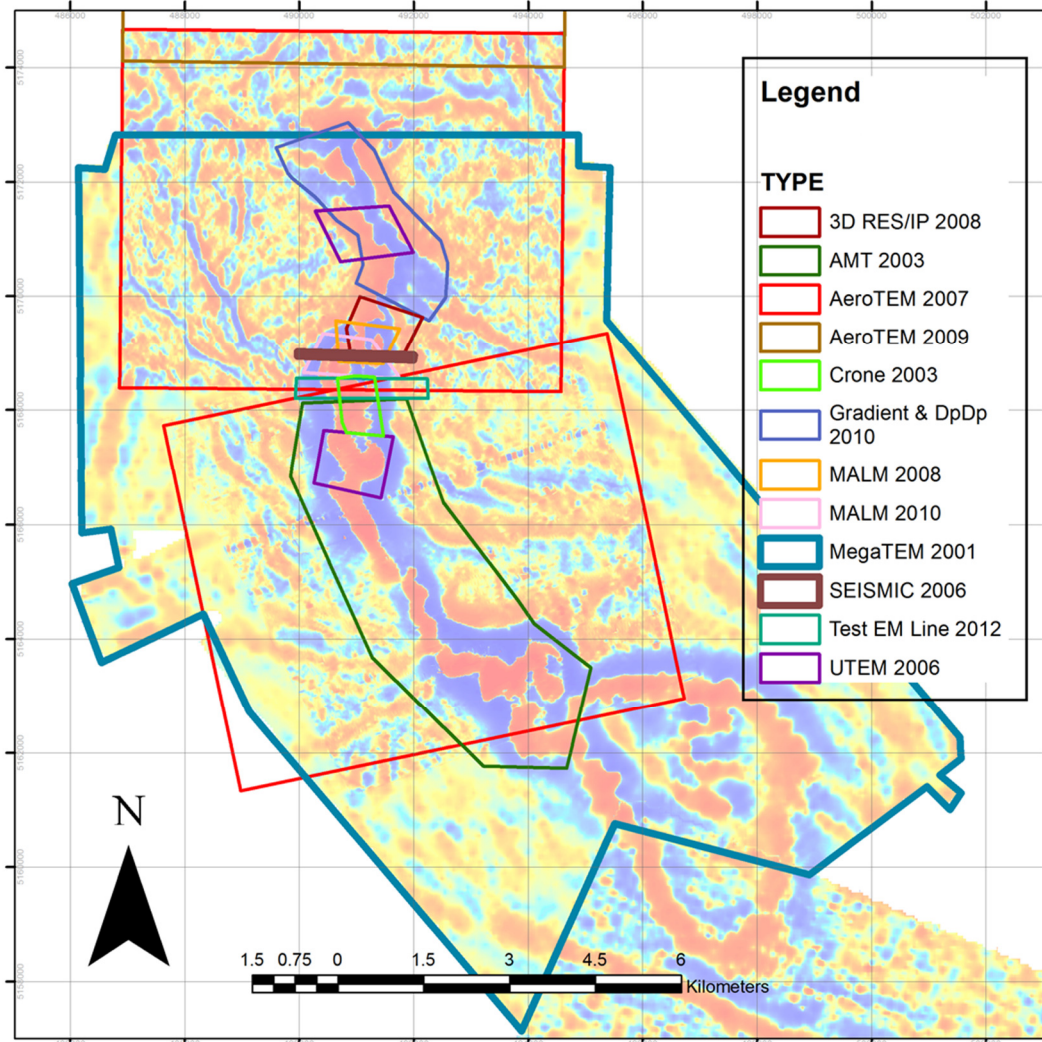 486000 488000 490000 492000 494000 496000 498000 500000 502000
5174000
5172000
5170000
5168000
5166000
5164000
5162000
5160000
5158000
Legend
TYPE
3D RES/IP 2008
AMT 2003
AeroTEM 2007
AeroTEM 2009
Crone 2003
Gradient & DpDp
2010
MALM 2008
MALM 2010
MegaTEM 2001
SEISMIC 2006
Test EM Line 2012
UTEM 2006
N
1.5 0.75 0 1.5 3 4.5 6
Kilometers